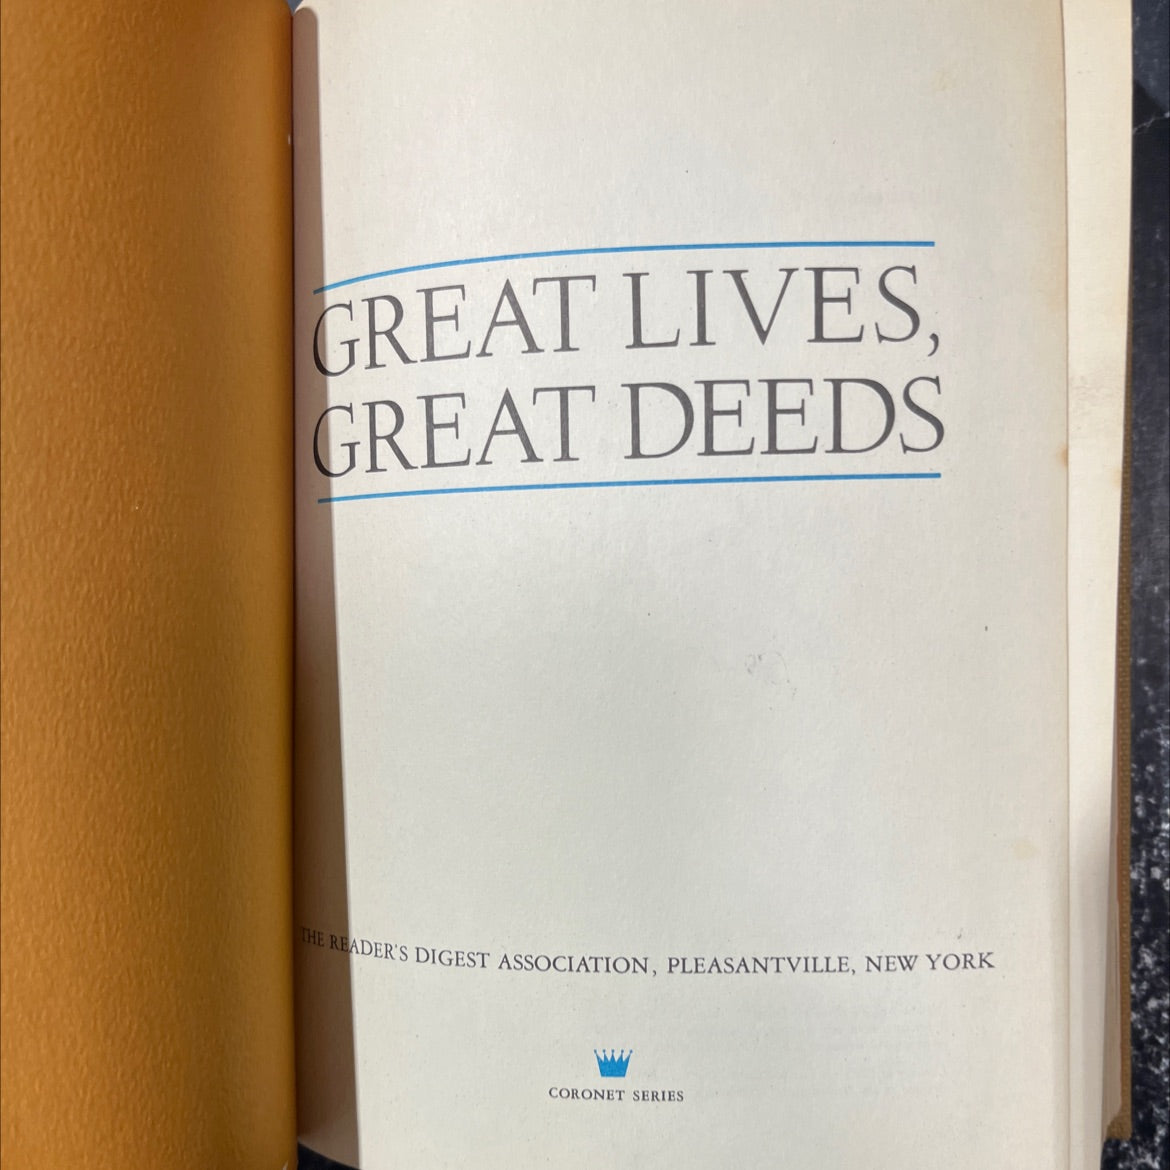 GREAT LIVES,
GREAT DEEDS
THE READER'S DIGEST ASSOCIATION, PLEASANTVILLE, NEW YORK
CORONET SERIES